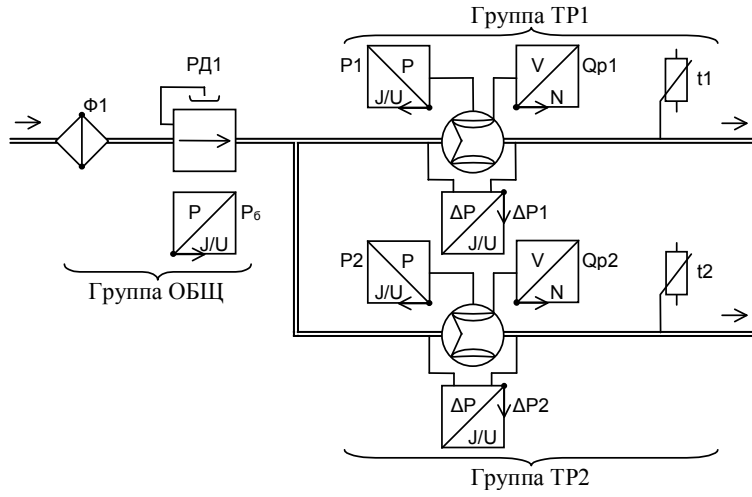 Группа ТР1
Ф1
РД1
P1
P
J/U
V
N
Qp1
t1
P
J/U
Pб
ΔP
J/U
ΔP1
Группа ОБЩ
P2
P
J/U
V
N
Qp2
t2
ΔP
J/U
ΔP2
Группа ТР2